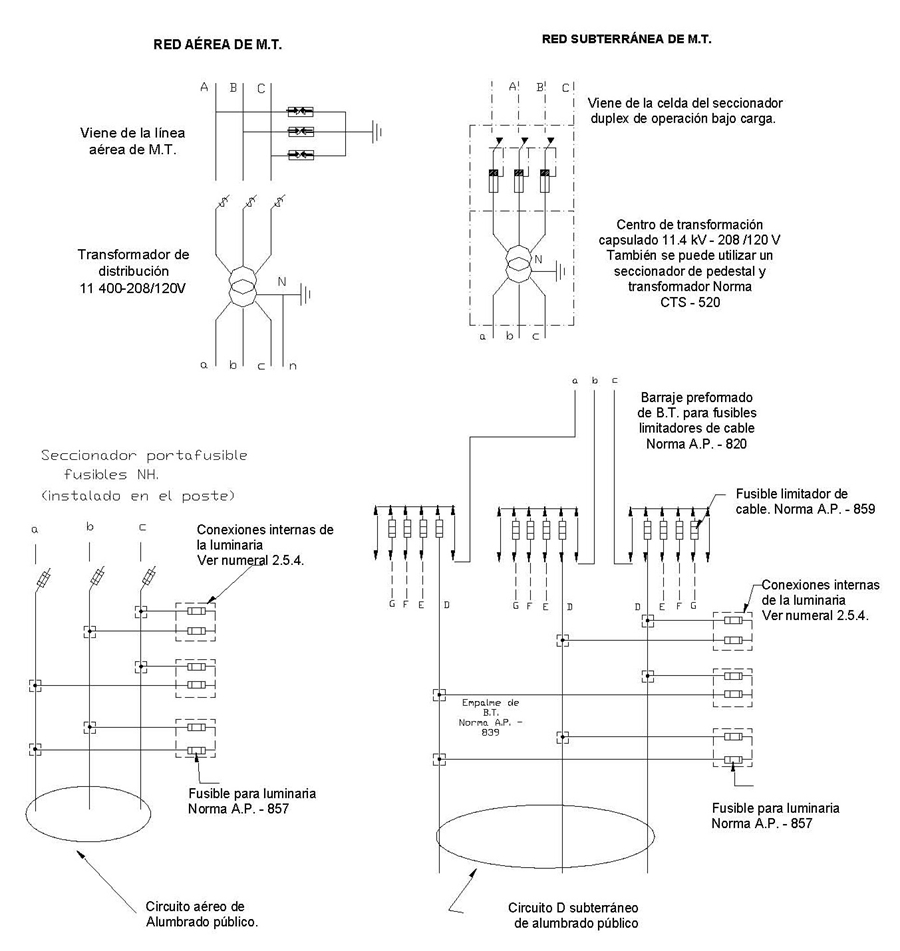 RED AÉREA DE M.T.
RED SUBTERRÁNEA DE M.T.
A B C
Viene de la línea
aérea de M.T.
A B C
Viene de la celda del seccionador
duplex de operación bajo carga.
Transformador de
distribución
11 400-208/120V
N
a b c n
N
Centro de transformación
capsulado 11.4 kV - 208 /120 V
También se puede utilizar un
seccionador de pedestal y
transformador Norma
CTS - 520
a b c
a b c
Barraje preformado
de B.T. para fusibles
limitadores de cable
Norma A.P. - 820
Seccionador portafusible
fusibles NH.
(instalado en el poste)
a b c
Conexiones internas de
la luminaria
Ver numeral 2.5.4.
Fusible limitador de
cable. Norma A.P. - 859
G F E D
G F E D
D E F G
Conexiones internas
de la luminaria
Ver numeral 2.5.4.
Empalme de
B.T.
Norma A.P. -
839
Fusible para luminaria
Norma A.P. - 857
Fusible para luminaria
Norma A.P. - 857
Circuito aéreo de
Alumbrado público.
Circuito D subterráneo
de alumbrado público